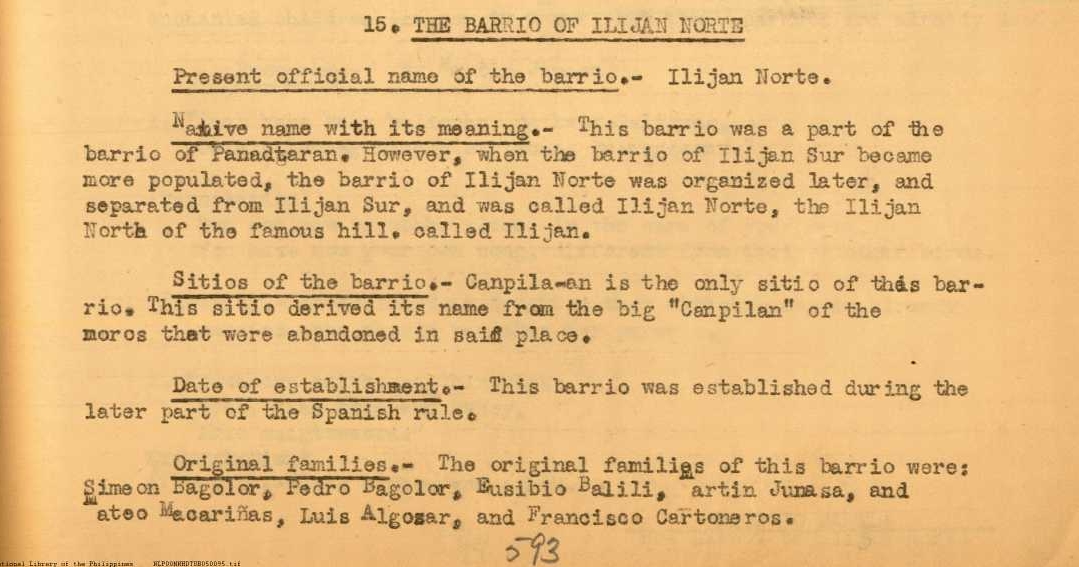 15. THE BARRIO OF ILIJAN NORTE
Present official name of the barrio.- Ilijan Norte.
Native name with its meaning.- This barrio was a part of the
barrio of Panadtaran. However, when the barrio of Ilijan Sur became
more populated, the barrio of Ilijan Norte was organized later, and
separated from Ilijan Sur, and was called Ilijan Norte, the Ilijan
North of the famous hill. called Ilijan.
Sitios of the barrio.- Canpila-an is the only sitio of this bar-
rio. This sitio derived its name from the big "Canpilan" of the
moros that were abandoned in said place.
Date of establishment.- This barrio was established during the
later part of the Spanish rule.
Original families.- The original families of this barrio were:
Simeon Bagolor, Pedro Bagolor, Eusibio Balili, Martin Junasa, and
Mateo Macariñas, Luis Algosar, and Francisco Cartoneros.
593
tional Library of the Philippines NLPDONHHDTUB050095.tif